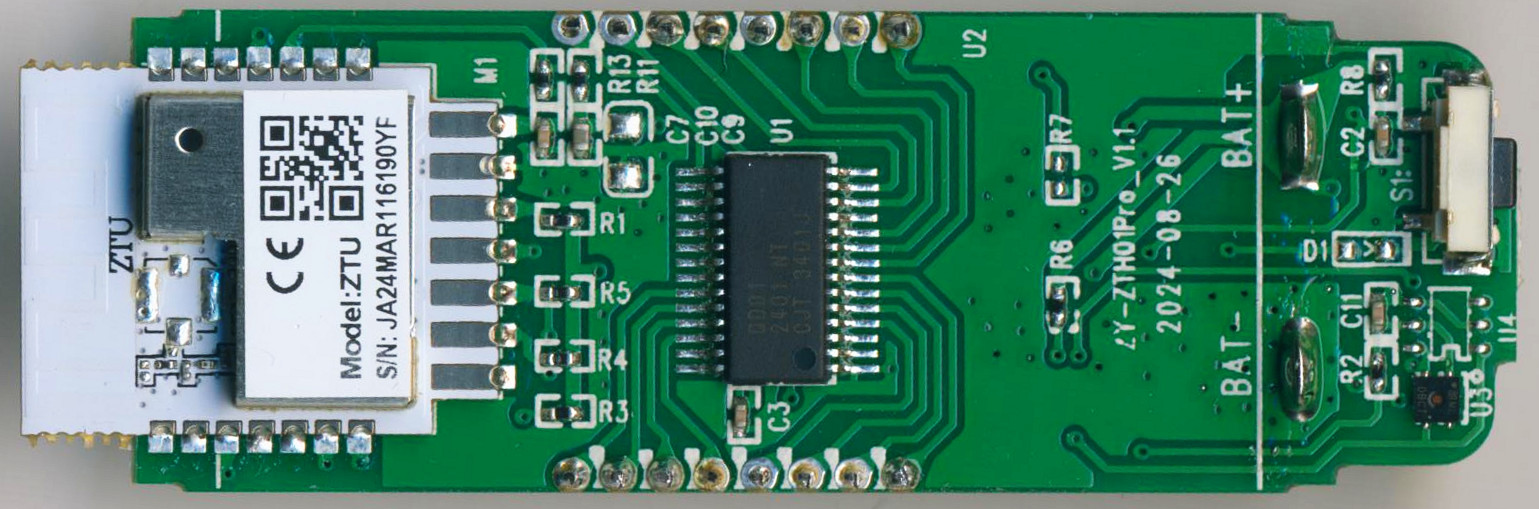 ZTU
CE
Model:ZTU
S/N: JA24MAR116190YF
M1
R13
R11
C7
C10
C9
U1
U2
R1
R5
R4
R3
C3
R7
R6
LY-ZTH01Pro_V1.1
2024-08-26
BAT+
BAT-
R8
C2
S1:
D1
C11
R2
U4
U3